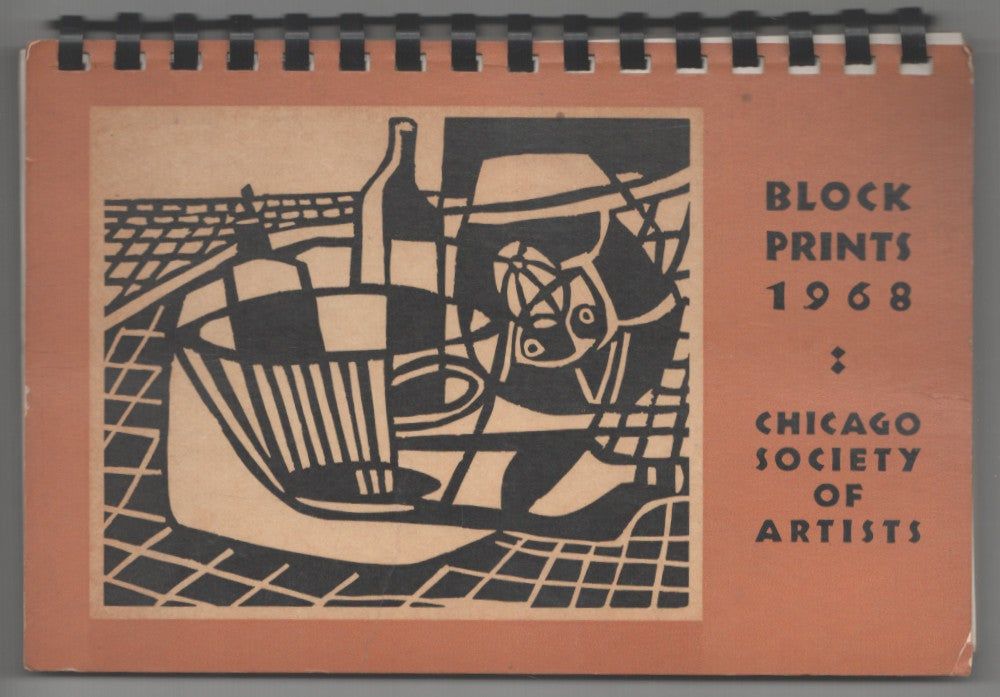 BLOCK
PRINTS
1968
CHICAGO
SOCIETY
OF
ARTISTS